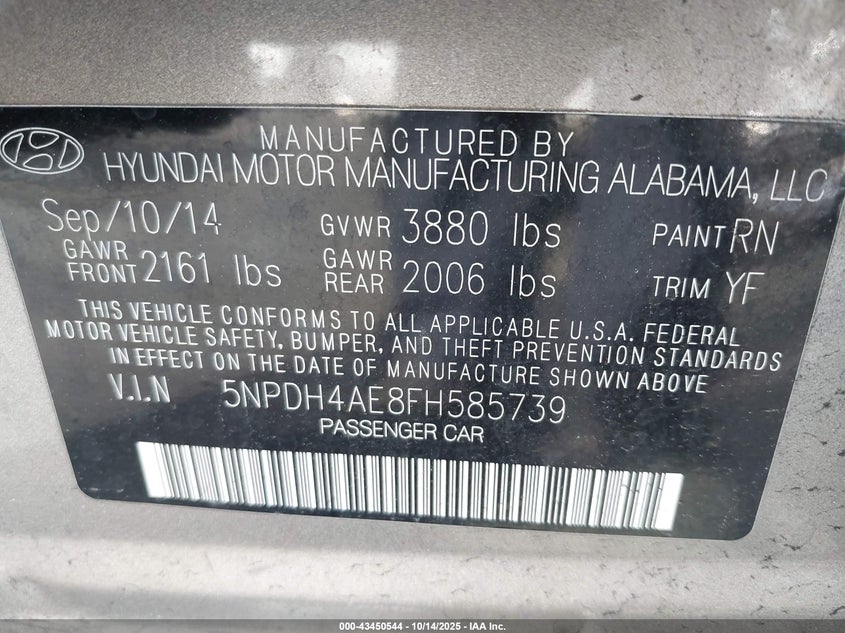 MANUFACTURED BY
HYUNDAI MOTOR MANUFACTURING ALABAMA, LLC
Sep/10/14 GVWR 3880 lbs PAINT RN
GAWR FRONT 2161 lbs GAWR REAR 2006 lbs TRIM YF
THIS VEHICLE CONFORMS TO ALL APPLICABLE U.S.A. FEDERAL
MOTOR VEHICLE SAFETY, BUMPER, AND THEFT PREVENTION STANDARDS
IN EFFECT ON THE DATE OF MANUFACTURE SHOWN ABOVE
V.I.N 5NPDH4AE8FH585739
PASSENGER CAR
000-43450544 - 10/14/2025 - IAA Inc.